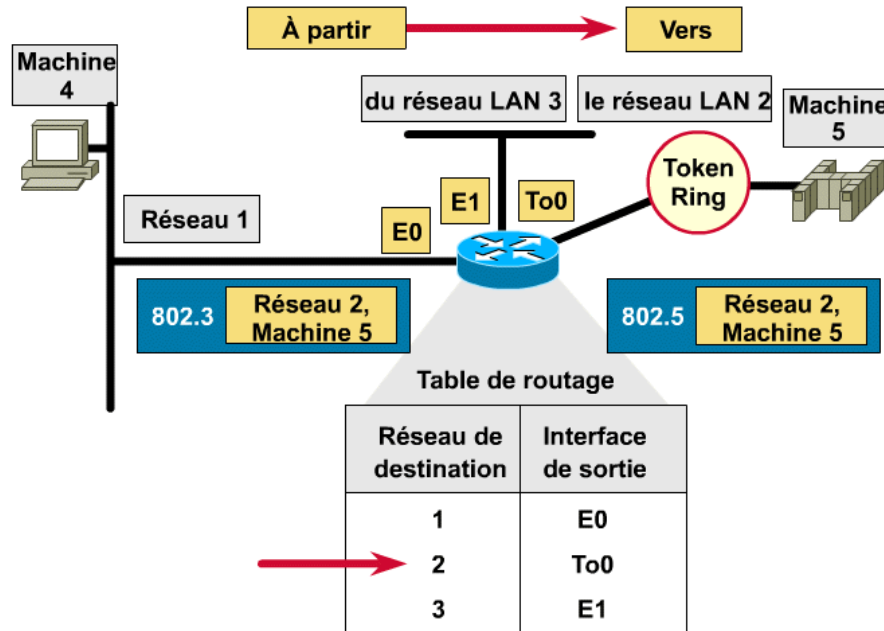 À partir
Vers
Machine
4
du réseau LAN 3
le réseau LAN 2
Machine
5
Token
Ring
Réseau 1
E0
E1
To0
802.3
Réseau 2,
Machine 5
802.5
Réseau 2,
Machine 5
Table de routage
Réseau de
destination
Interface
de sortie
1
E0
2
To0
3
E1